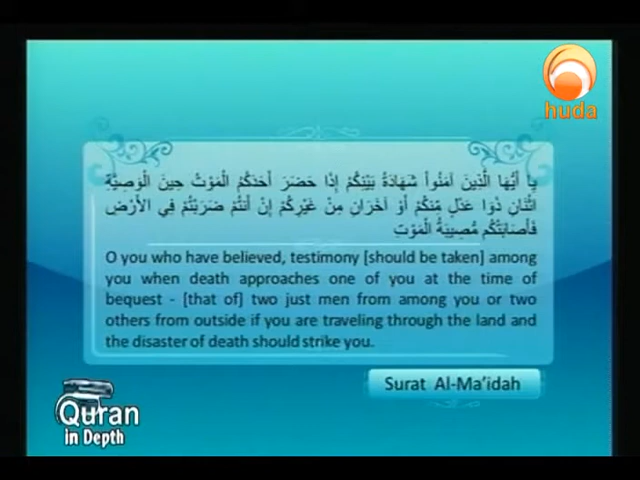 huda
يَا أَيُّهَا الَّذِينَ آمَنُواْ شَهَادَةُ بَيْنِكُمْ إِذَا حَضَرَ أَحَدَكُمُ الْمَوْتُ حِينَ الْوَصِيَّةِ
اثْنَانِ ذَوَا عَدْلٍ مِّنكُمْ أَوْ آخَرَانِ مِنْ غَيْرِكُمْ إِنْ أَنتُمْ ضَرَبْتُمْ فِي الأَرْضِ
فَأَصَابَتْكُم مُّصِيبَةُ الْمَوْتِ
O you who have believed, testimony [should be taken] among
you when death approaches one of you at the time of
bequest - [that of] two just men from among you or two
others from outside if you are traveling through the land and
the disaster of death should strike you.
Surat Al-Ma'idah
Quran
in Depth